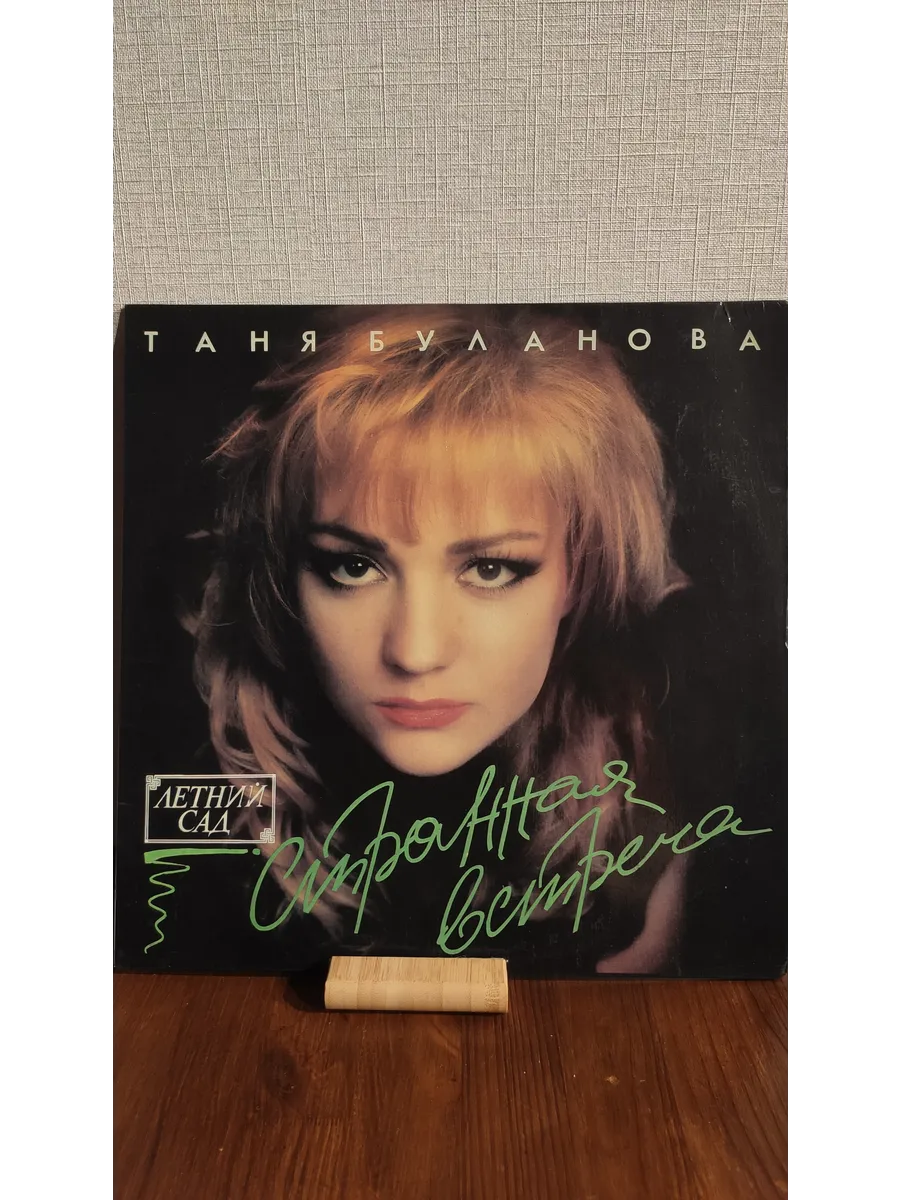 ТАНЯ БУЛАНОВА
ЛЕТНИЙ
САД
Странная
встреча